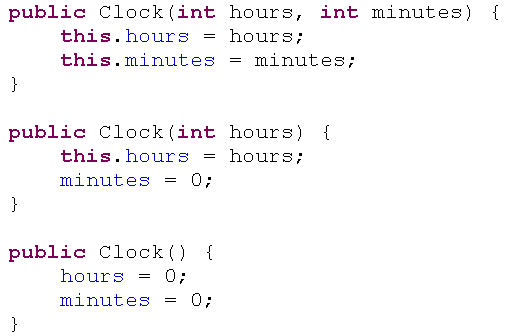 public Clock(int hours, int minutes) {
    this.hours = hours;
    this.minutes = minutes;
}

public Clock(int hours) {
    this.hours = hours;
    minutes = 0;
}

public Clock() {
    hours = 0;
    minutes = 0;
}